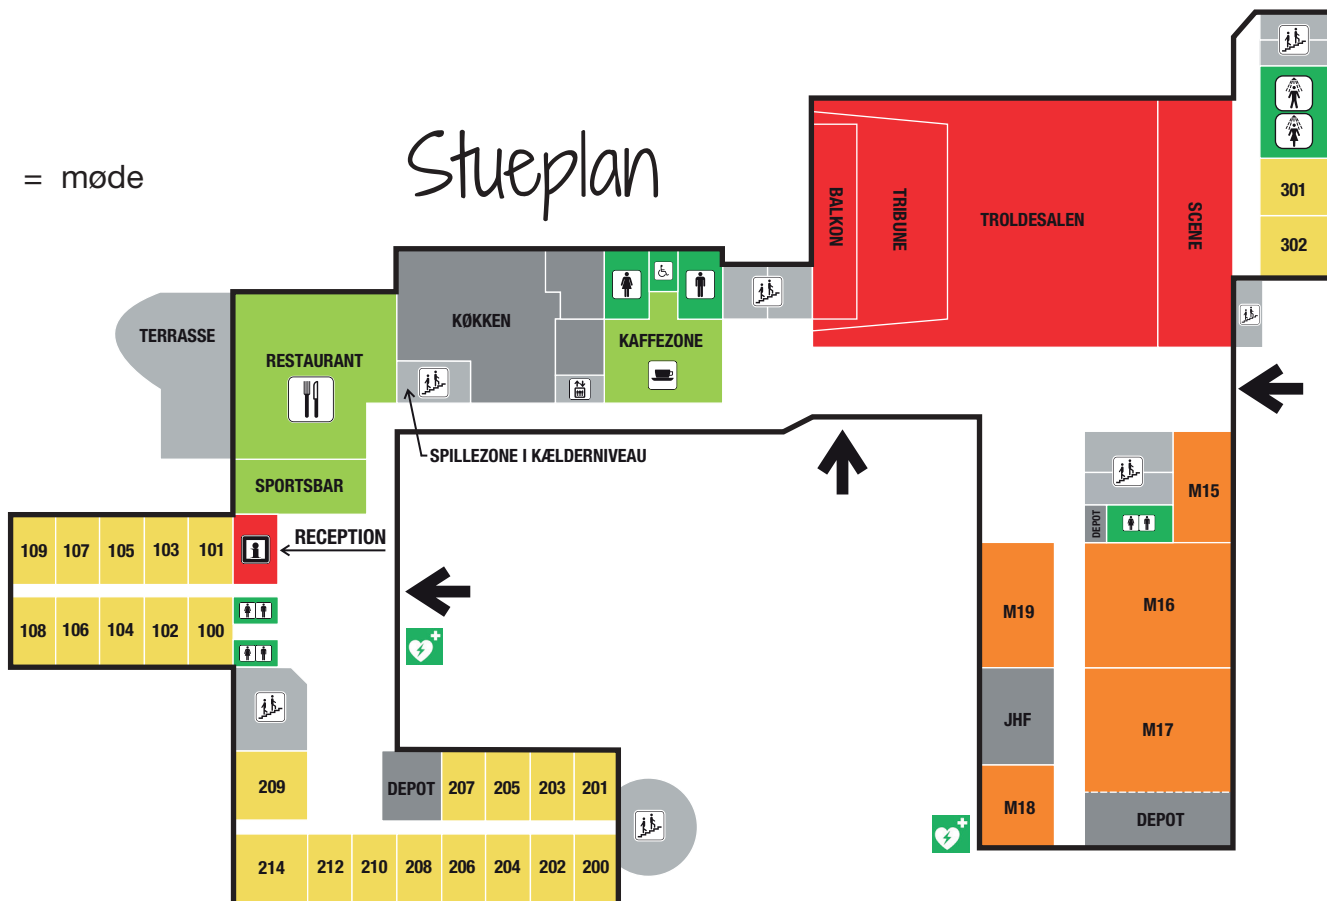 = møde
Stueplan
301
302
BALKON
TRIBUNE
TROLDESALEN
SCENE
TERRASSE
RESTAURANT
KØKKEN
KAFFEZONE
SPILLEZONE I KÆLDERNIVEAU
SPORTSBAR
RECEPTION
109
107
105
103
101
108
106
104
102
100
M15
DEPOT
M16
M19
JHF
M17
M18
DEPOT
209
DEPOT
207
205
203
201
214
212
210
208
206
204
202
200